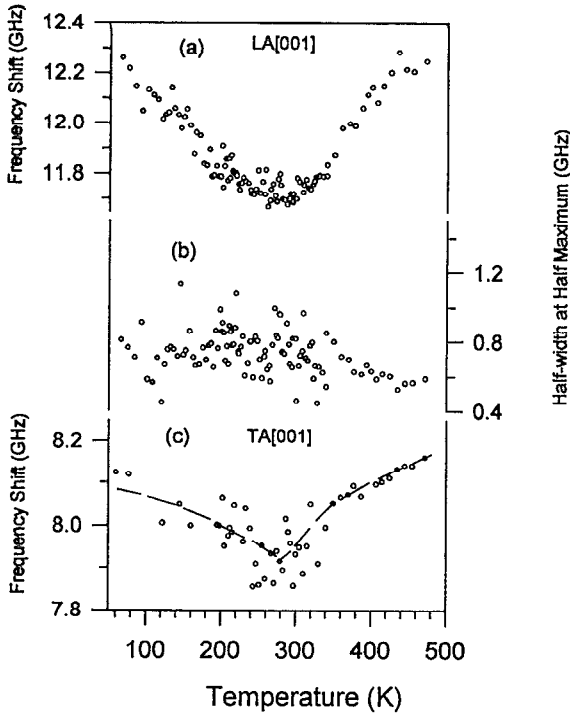 12.4
(a)
LA[001]
12.2
12.0
11.8
Frequency Shift (GHz)
(b)
1.2
0.8
0.4
Half-width at Half Maximum (GHz)
(c)
TA[001]
8.2
8.0
7.8
Frequency Shift (GHz)
100
200
300
400
500
Temperature (K)